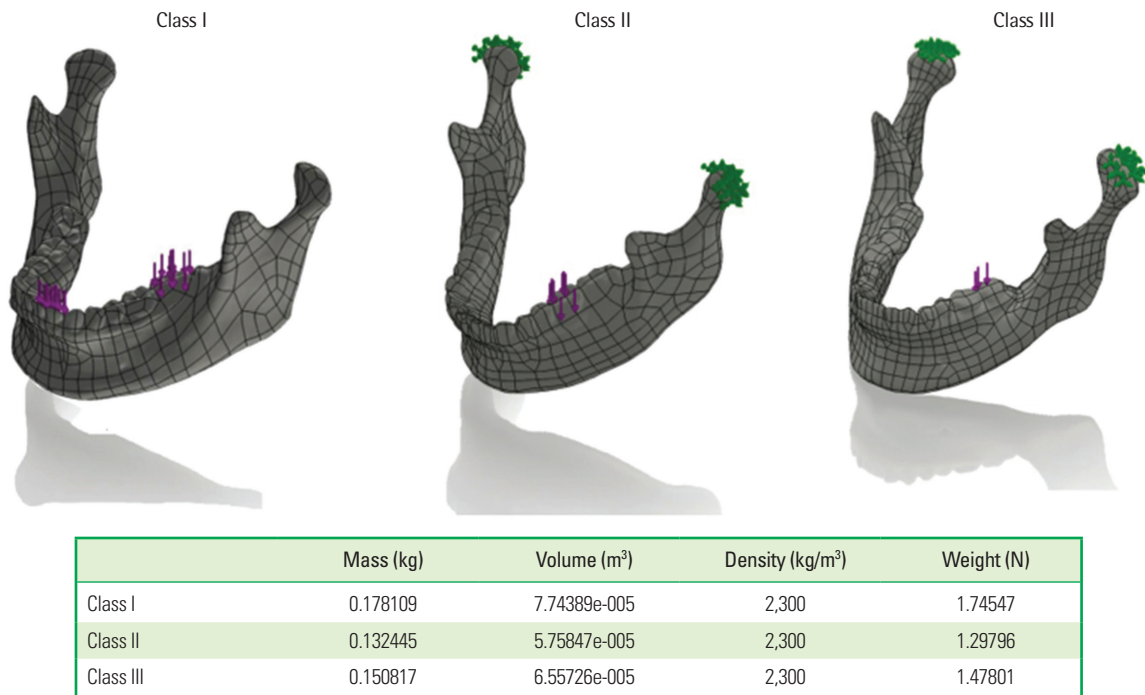 Class I Class II Class III
Mass (kg) Volume (m³) Density (kg/m³) Weight (N)
Class I 0.178109 7.74389e-005 2,300 1.74547
Class II 0.132445 5.75847e-005 2,300 1.29796
Class III 0.150817 6.55726e-005 2,300 1.47801